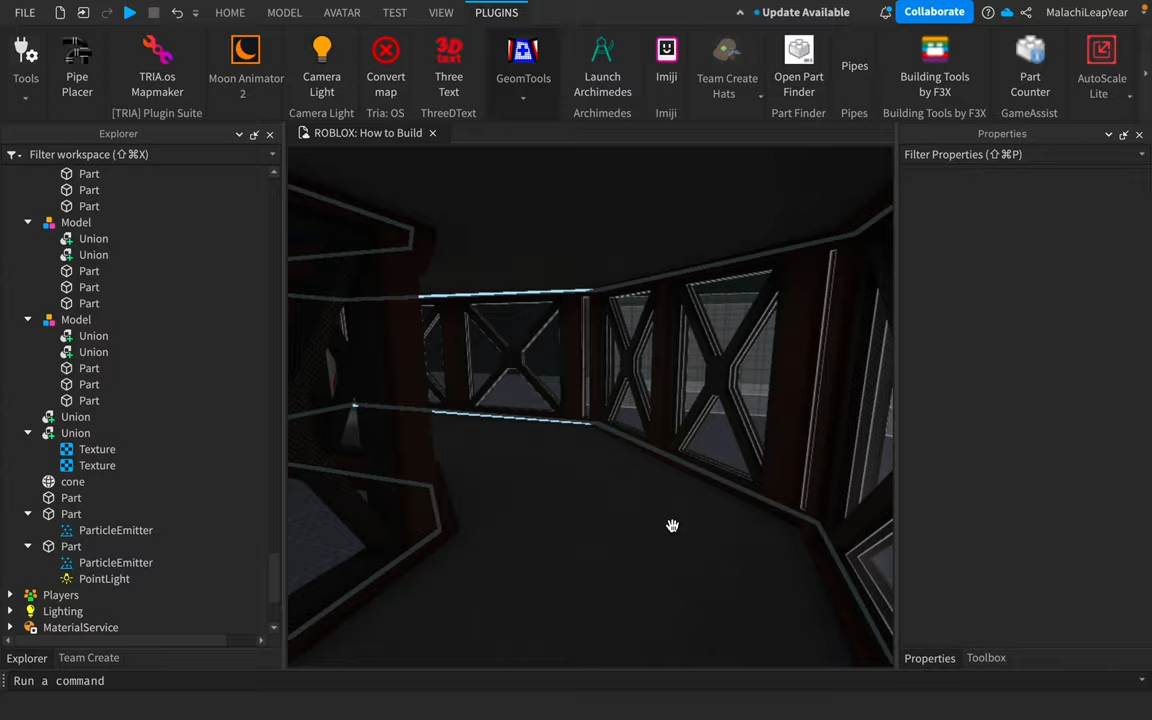 FILE
HOME
MODEL
AVATAR
TEST
VIEW
PLUGINS
Update Available
Collaborate
MalachiLeapYear
Tools
Pipe
Placer
TRIA.os
Mapmaker
[TRIA] Plugin Suite
Moon Animator
2
Camera
Light
Camera Light
Convert
map
Tria: OS
3D
text
Three
Text
ThreeDText
GeomTools
Launch
Archimedes
Archimedes
Imiji
Imiji
Team Create
Hats
Open Part
Finder
Part Finder
Pipes
Pipes
Building Tools
by F3X
Building Tools by F3X
Part
Counter
GameAssist
AutoScale
Lite
Explorer
ROBLOX: How to Build
Properties
Filter workspace (⇧⌘X)
Filter Properties (⇧⌘P)
Part
Part
Part
Model
Union
Union
Part
Part
Part
Model
Union
Union
Part
Part
Part
Union
Union
Texture
Texture
cone
Part
Part
ParticleEmitter
Part
ParticleEmitter
PointLight
Players
Lighting
MaterialService
Explorer
Team Create
Properties
Toolbox
Run a command